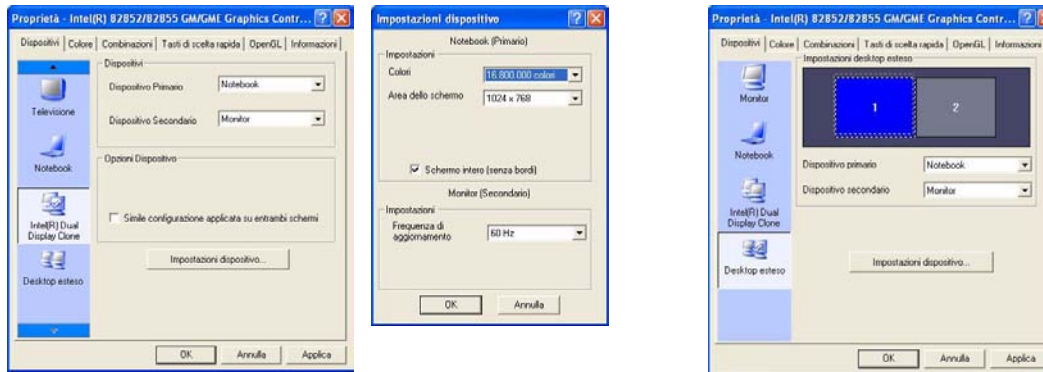 Proprietà - Intel(R) 82852/82855 GM/GME Graphics Contr...
Dispositivi Colore Combinazioni Tasti di scelta rapida OpenGL Informazioni
Televisione
Notebook
Intel(R) Dual
Display Clone
Desktop esteso
Dispositivi
Dispositivo Primario Notebook
Dispositivo Secondario Monitor
Opzioni Dispositivo
Simile configurazione applicata su entrambi schermi
Impostazioni dispositivo...
OK Annulla Applica
Impostazioni dispositivo
Notebook (Primario)
Impostazioni
Colori 16.800.000 colori
Area dello schermo 1024 x 768
Schermo intero (senza bordi)
Monitor (Secondario)
Impostazioni
Frequenza di
aggiornamento 60 Hz
OK Annulla
Proprietà - Intel(R) 82852/82855 GM/GME Graphics Contr...
Dispositivi Colore Combinazioni Tasti di scelta rapida OpenGL Informazioni
Monitor
Notebook
Intel(R) Dual
Display Clone
Desktop esteso
Impostazioni desktop esteso
1 2
Dispositivo primario Notebook
Dispositivo secondario Monitor
Impostazioni dispositivo...
OK Annulla Applica